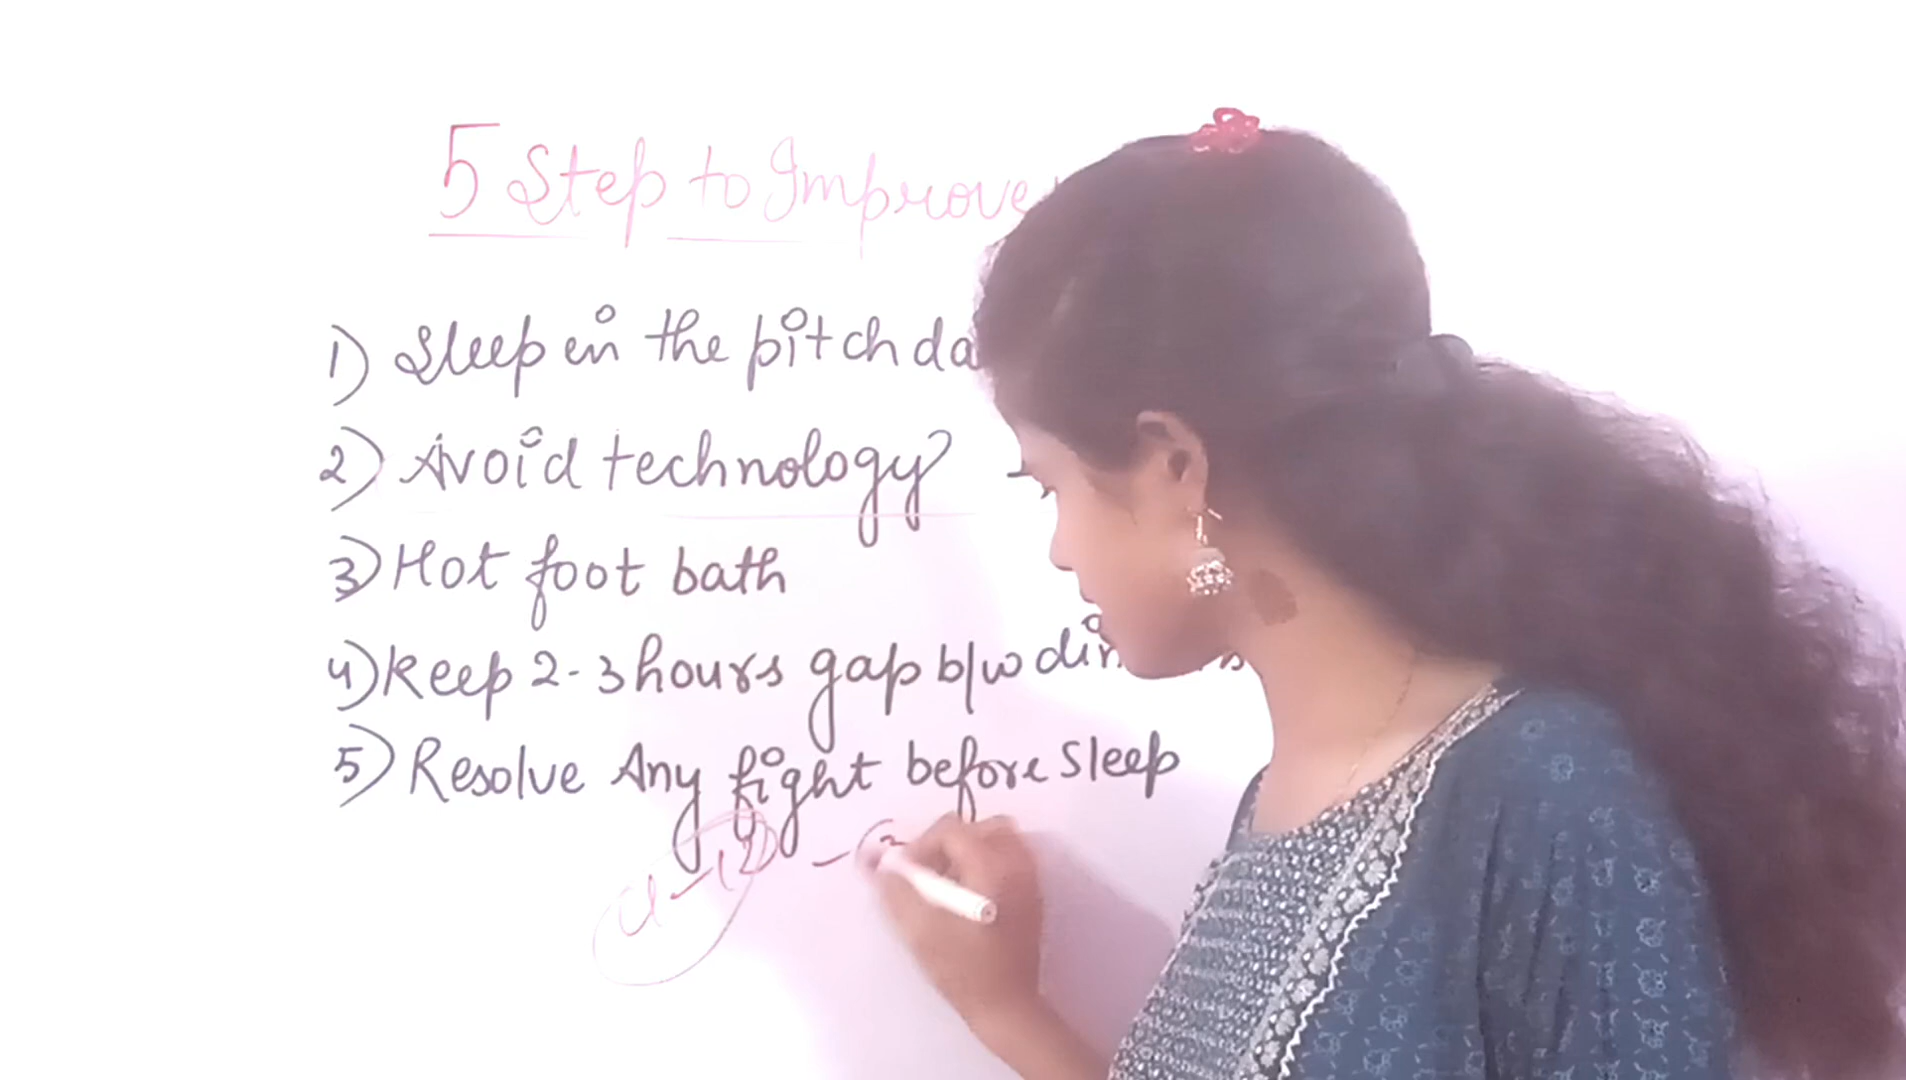 5 Step to Improve
1) Sleep in the pitch da
2) Avoid technology -
3) Hot foot bath
4) Keep 2-3 hours gap b/w din
5) Resolve Any fight before sleep